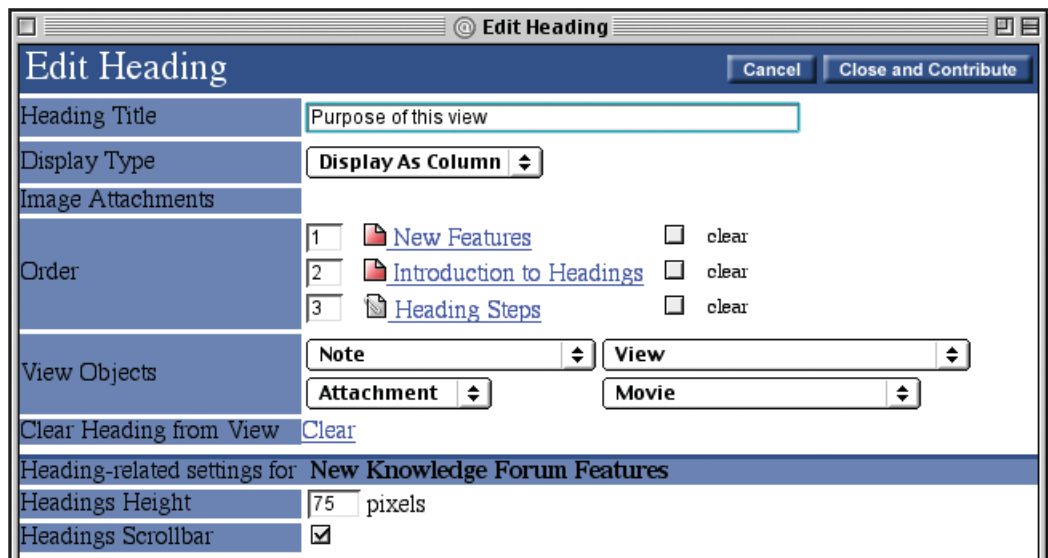 Edit Heading
Edit Heading Cancel Close and Contribute
Heading Title Purpose of this view
Display Type Display As Column
Image Attachments
Order
1 New Features clear
2 Introduction to Headings clear
3 Heading Steps clear
View Objects
Note View
Attachment Movie
Clear Heading from View Clear
Heading-related settings for New Knowledge Forum Features
Headings Height 75 pixels
Headings Scrollbar